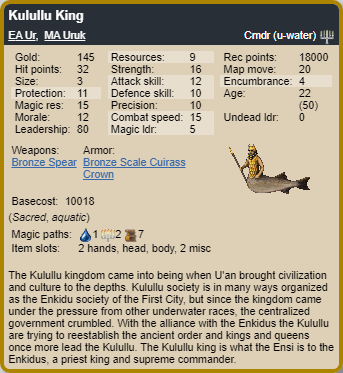 Kulullu King
EA Ur, MA Uruk Cmdr (u-water)
Gold: 145 Resources: 9 Rec points: 18000
Hit points: 32 Strength: 16 Map move: 20
Size: 3 Attack skill: 12 Encumbrance: 4
Protection: 11 Defence skill: 10 Age: 22
Magic res: 15 Precision: 10 (50)
Morale: 12 Combat speed: 15 Undead ldr: 0
Leadership: 80 Magic ldr: 5
Weapons: Armor:
Bronze Spear Bronze Scale Cuirass
Crown
Basecost: 10018
(Sacred, aquatic)
Magic paths: 1 2 7
Item slots: 2 hands, head, body, 2 misc
The Kulullu kingdom came into being when U'an brought civilization
and culture to the depths. Kulullu society is in many ways organized
as the Enkidu society of the First City, but since the kingdom came
under the pressure from other underwater races, the centralized
government crumbled. With the alliance with the Enkidus the Kulullu
are trying to reestablish the ancient order and kings and queens
once more lead the Kulullu. The Kulullu king is what the Ensi is to the
Enkidus, a priest king and supreme commander.